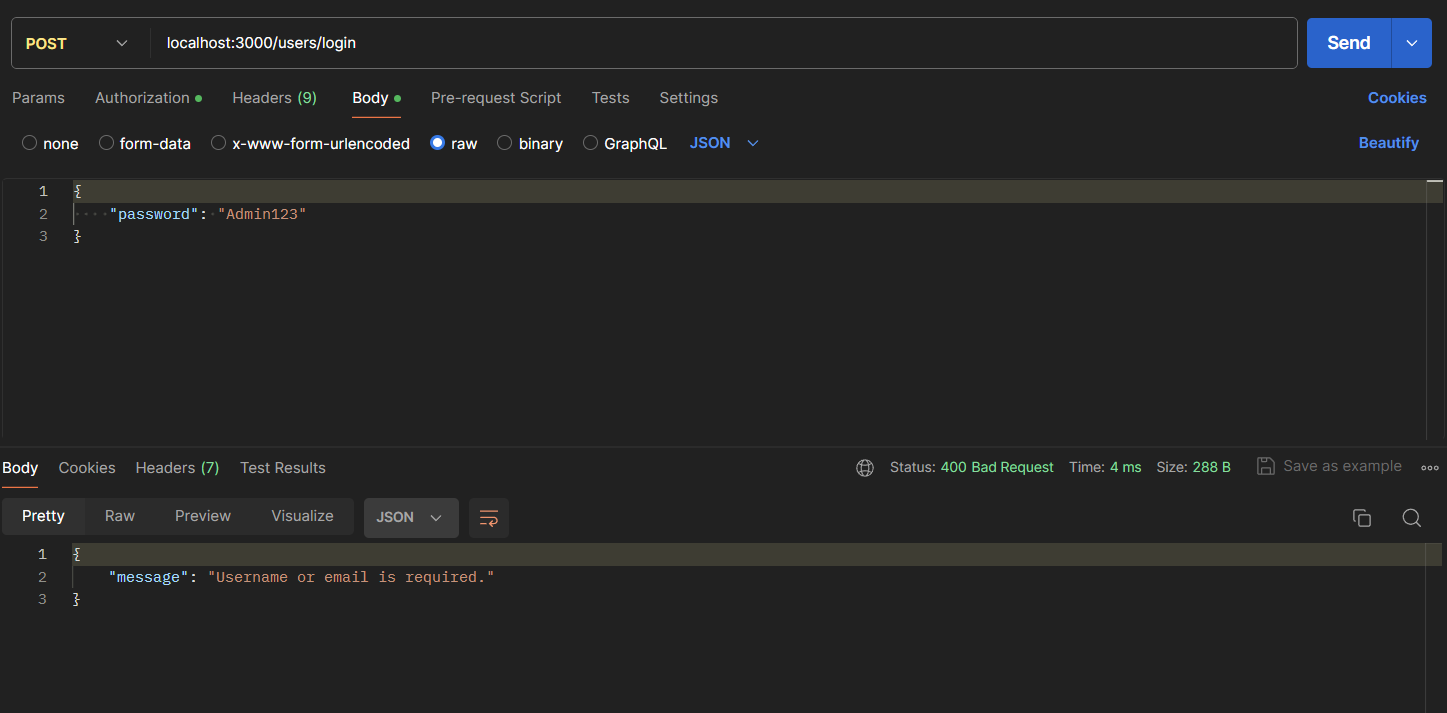 POST localhost:3000/users/login Send
Params Authorization Headers (9) Body Pre-request Script Tests Settings Cookies
none form-data x-www-form-urlencoded raw binary GraphQL JSON Beautify
1 {
2 "password": "Admin123"
3 }
Body Cookies Headers (7) Test Results Status: 400 Bad Request Time: 4 ms Size: 288 B Save as example
Pretty Raw Preview Visualize JSON
1 {
2 "message": "Username or email is required."
3 }